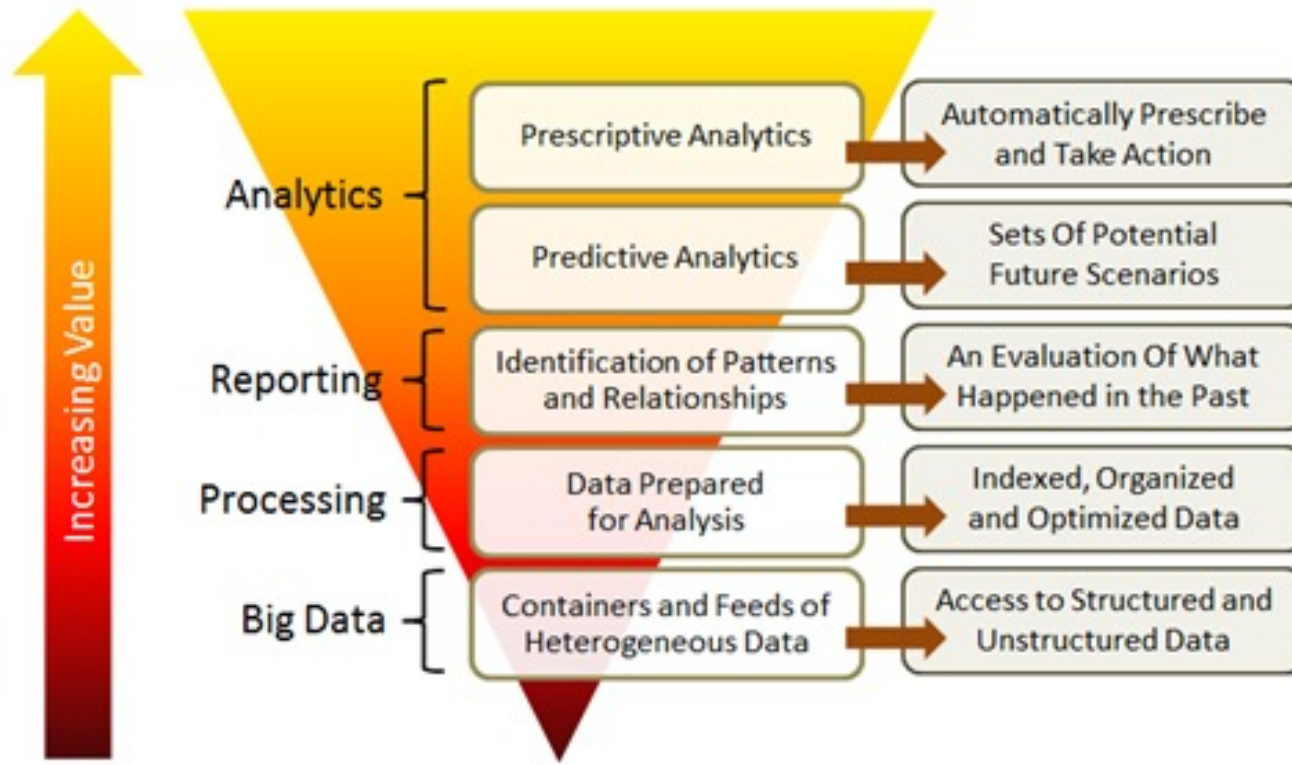 Increasing Value
Analytics
Prescriptive Analytics
Automatically Prescribe
and Take Action
Predictive Analytics
Sets Of Potential
Future Scenarios
Reporting
Identification of Patterns
and Relationships
An Evaluation Of What
Happened in the Past
Processing
Data Prepared
for Analysis
Indexed, Organized
and Optimized Data
Big Data
Containers and Feeds of
Heterogeneous Data
Access to Structured and
Unstructured Data